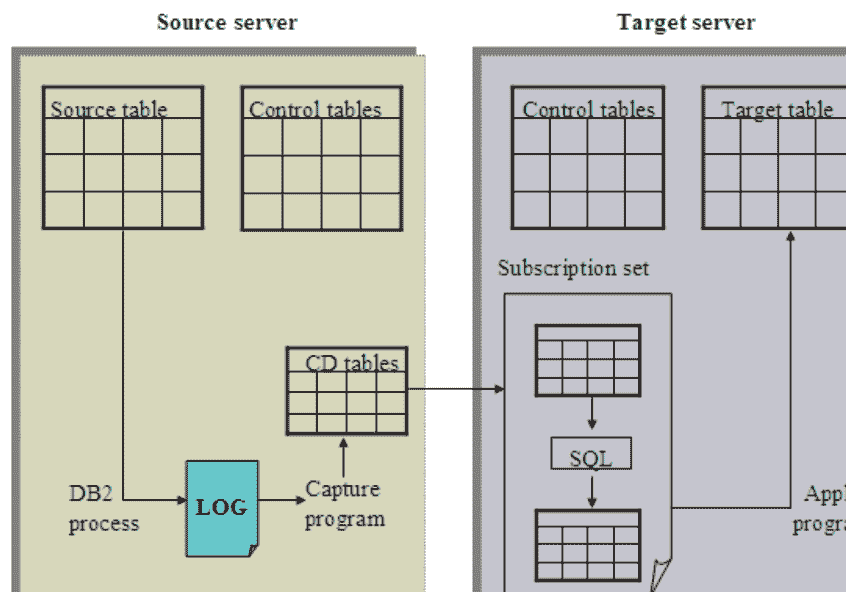 Source server
Target server
Source table
Control tables
Control tables
Target table
Subscription set
CD tables
SQL
DB2
process
LOG
Capture
program